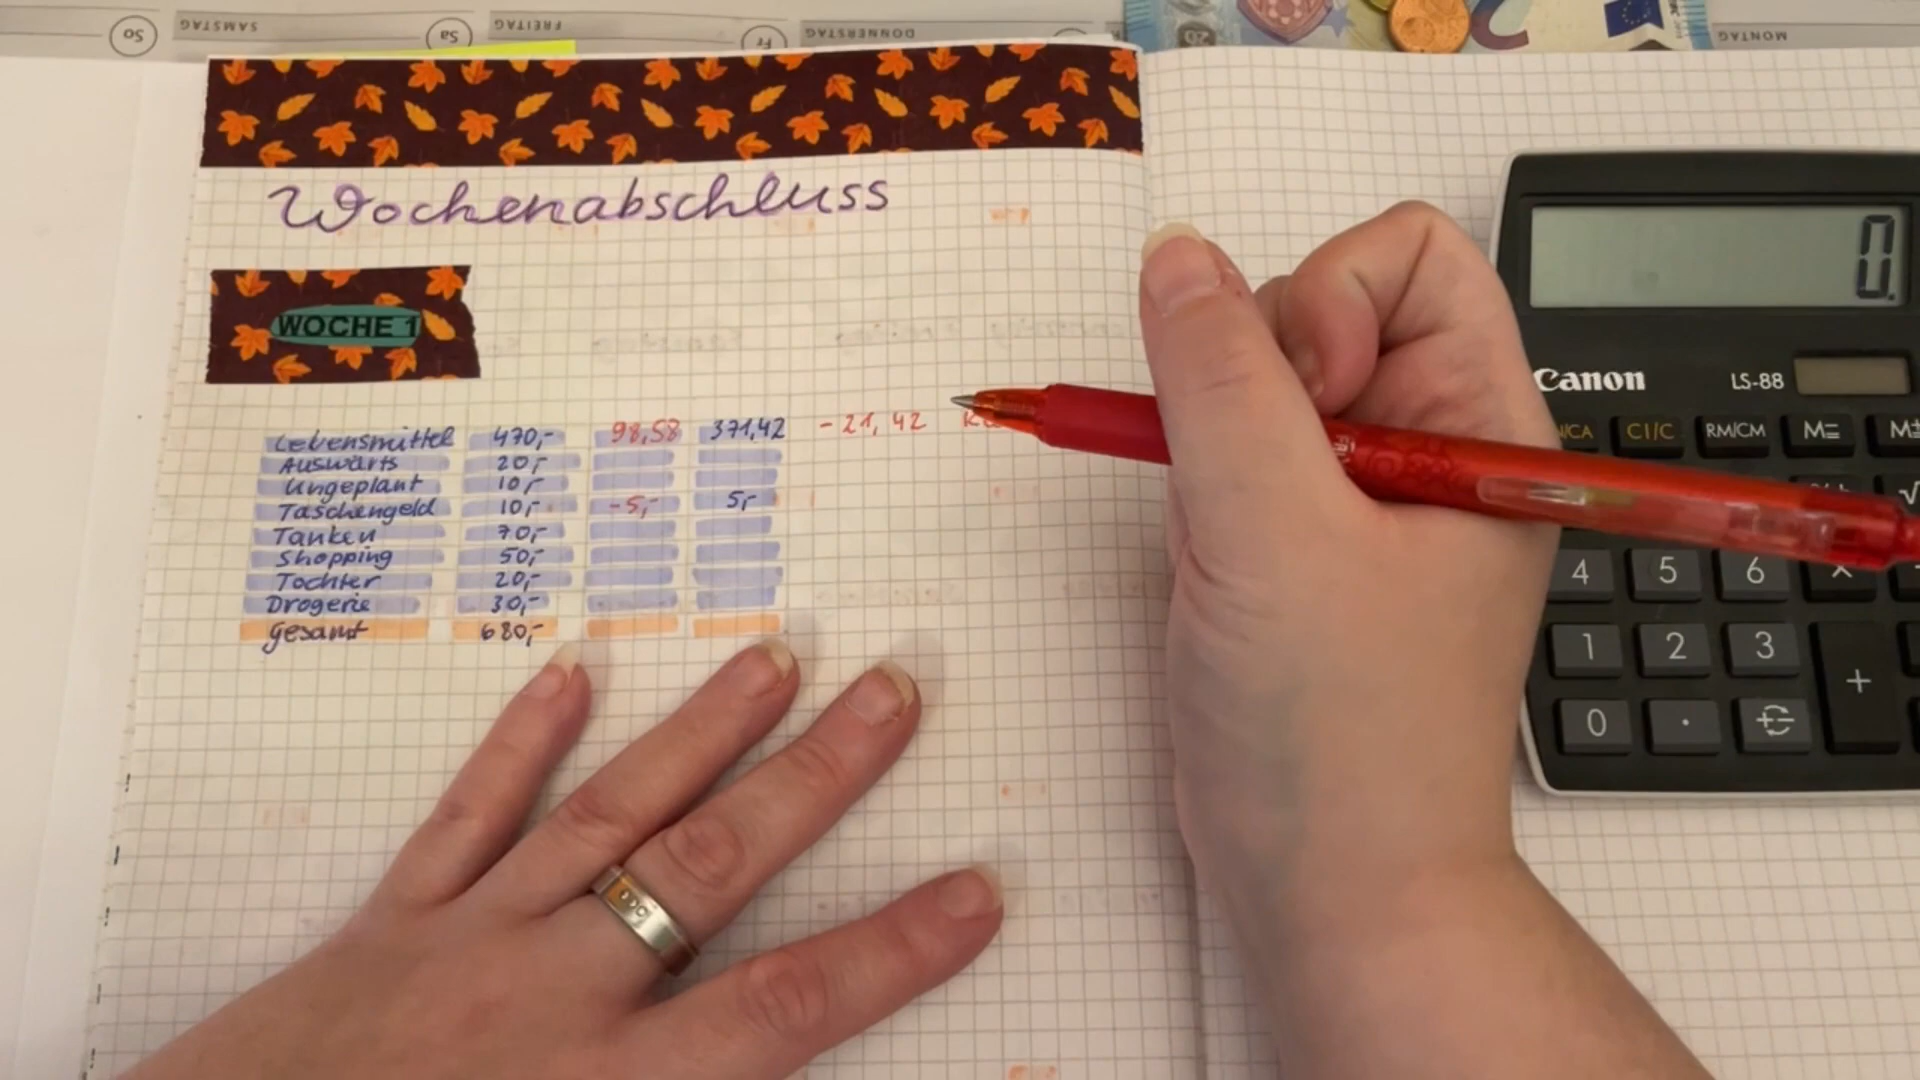 So SAMSTAG Sa FREITAG Fr DONNERSTAG MONTAG
20
Wochenabschluss
WOCHE 1
Lebensmittel 470,- 98,58 371,42 -21,42
Auswärts 20,-
Ungeplant 10,-
Taschengeld 10,- -5,- 5,-
Tanken 70,-
Shopping 50,-
Tochter 20,-
Drogerie 30,-
Gesamt 680,-
0.
Canon LS-88
CI/C RM/CM M=
4 5 6 ×
1 2 3
0 . +